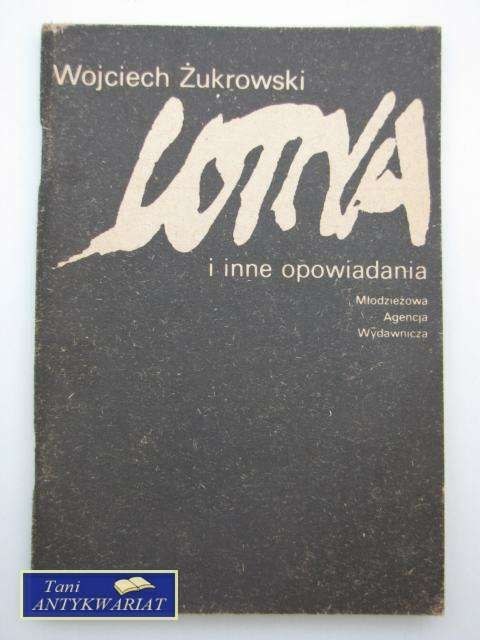 Wojciech Żukrowski
LOTNA
i inne opowiadania
Młodzieżowa
Agencja
Wydawnicza
Tani
ANTYKWARIAT